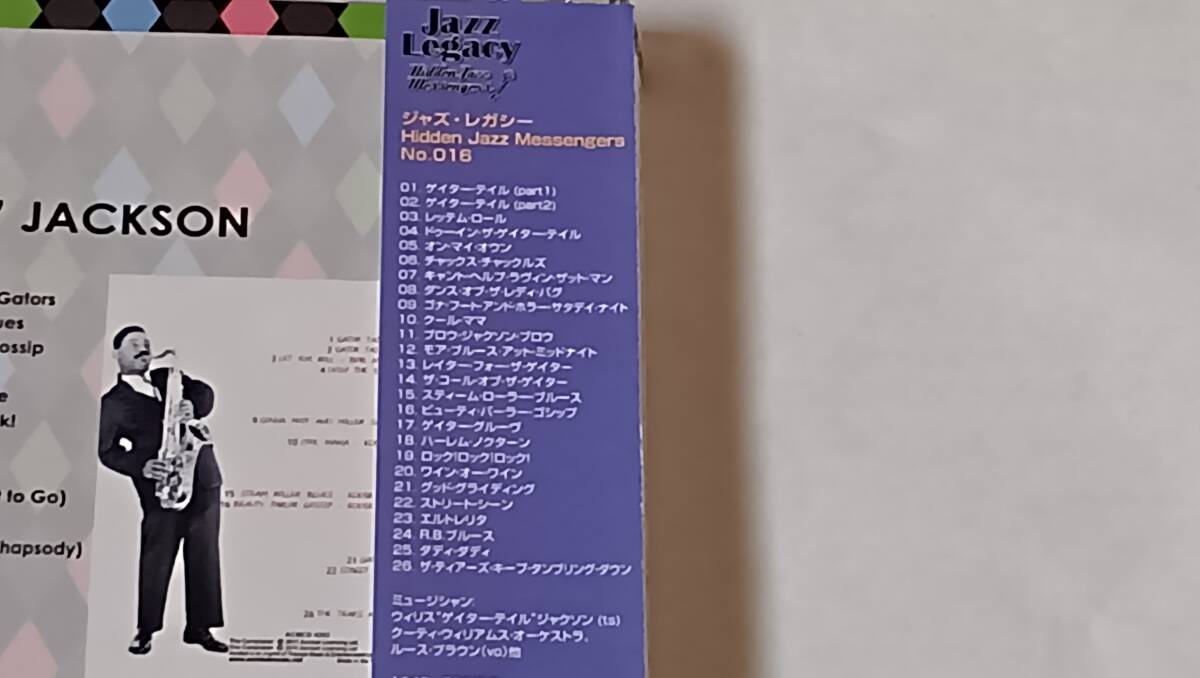 Jazz
Legacy
Hidden Jazz
Messengers
ジャズ・レガシー
Hidden Jazz Messengers
No.016
01. ゲイター・テイル (part1)
02. ゲイター・テイル (part2)
03. レッテム・ロール
04. ドゥーイン・ザ・ゲイター・テイル
05. オン・マイ・オウン
06. チャックス・チャックルズ
07. キャント・ヘルプ・ラヴィン・ザット・マン
08. ダンス・オブ・ザ・レディ・バグ
09. ゴナ・フート・アンド・ホラー・サタデイ・ナイト
10. クール・ママ
11. ブロウ・ジャクソン・ブロウ
12. モア・ブルース・アット・ミッドナイト
13. レイター・フォー・ザ・ゲイター
14. ザ・コール・オブ・ザ・ゲイター
15. スティーム・ローラー・ブルース
16. ビューティ・パーラー・ゴシップ
17. ゲイター・グルーヴ
18. ハーレム・ノクターン
19. ロック!ロック!ロック!
20. ワイン・オー・ワイン
21. グッド・グライディング
22. ストリート・シーン
23. エルトレリタ
24. R.B.ブルース
25. タディ・タディ
26. ザ・ティアーズ・キープ・タンブリング・ダウン
ミュージシャン:
ウィリス"ゲイター・テイル"ジャクソン (ts)
クーティ・ウィリアムス・オーケストラ,
ルース・ブラウン(vo)他
JACKSON
Gators
ues
ossip
e
k!
to Go)
hapsody)
ACMCD